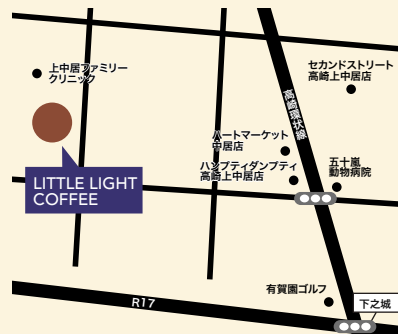 上中居ファミリー
クリニック
セカンドストリート
高崎上中居店
高崎環状線
ハートマーケット
中居店
ハンプティダンプティ
高崎上中居店
五十嵐
動物病院
LITTLE LIGHT
COFFEE
有賀園ゴルフ
下之城
R17